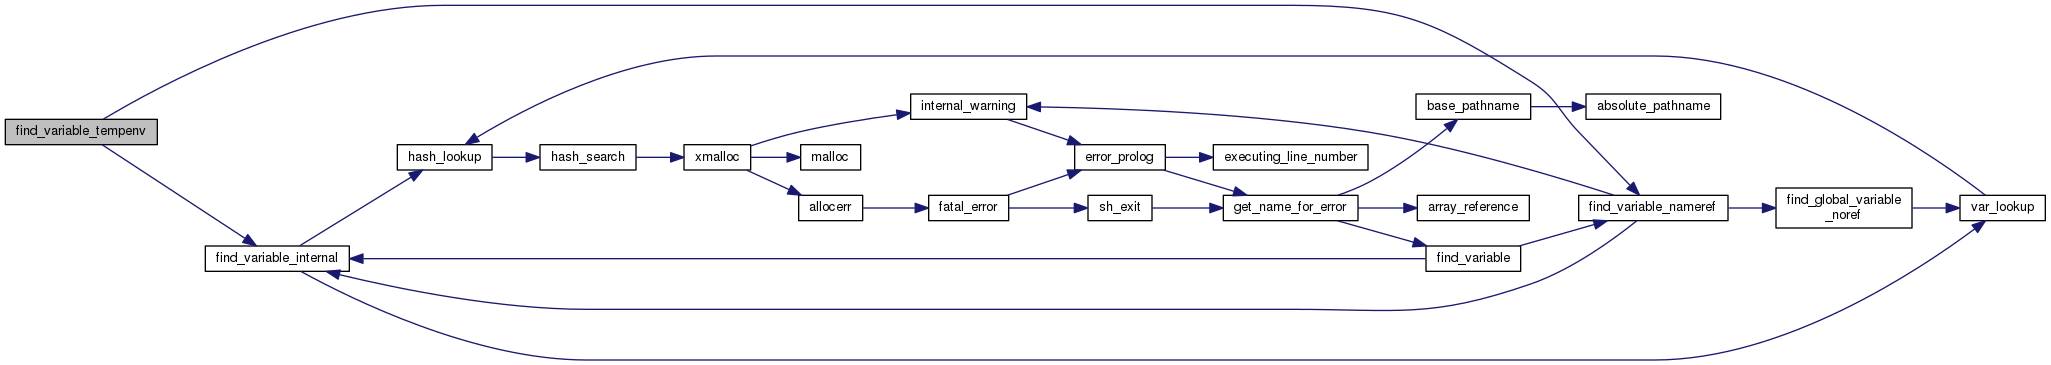 find_variable_tempenv
find_variable_internal
hash_lookup
hash_search
xmalloc
internal_warning
malloc
allocerr
fatal_error
error_prolog
sh_exit
executing_line_number
get_name_for_error
base_pathname
array_reference
find_variable
absolute_pathname
find_variable_nameref
find_global_variable
_noref
var_lookup